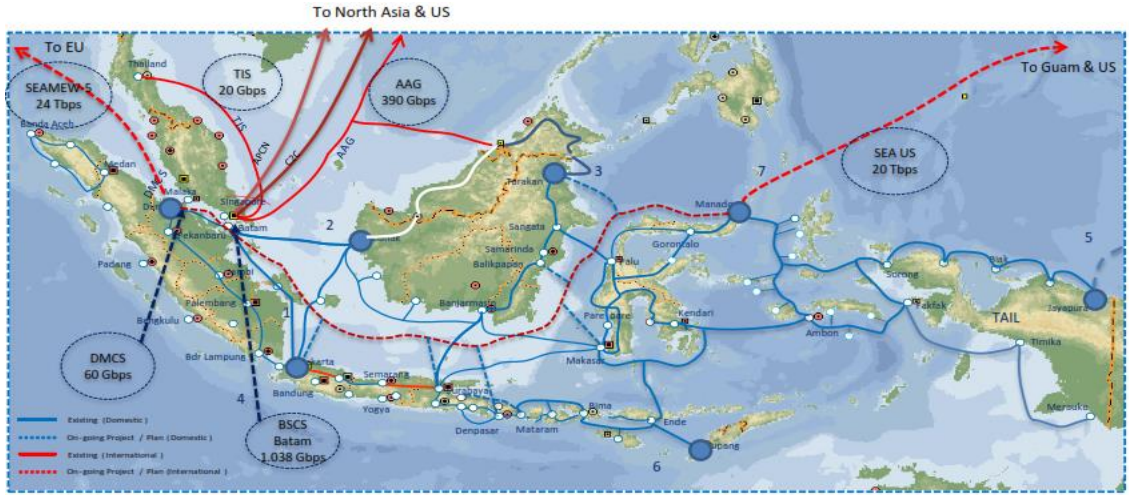 To North Asia & US
To EU
To Guam & US
SEAMEW-5
24 Tbps
TIS
20 Gbps
AAG
390 Gbps
SEA US
20 Tbps
Thailand
TIS
APCN
C2C
AAG
Banda Aceh
Medan
DMCS
Malaka
Singapore
Batam
Pekanbaru
Padang
Palembang
Bengkulu
Bdr Lampung
Bandung
Semarang
Yogya
Surabaya
Denpasar
Mataram
Bima
Ende
Tarakan
Sangata
Samarinda
Balikpapan
Banjarmasin
Manado
Gorontalo
Palu
Pare pare
Kendari
Makasar
Ambon
Sorong
Biak
Fakfak
Jayapura
TAIL
Timika
Merauke
1
2
3
4
5
6
7
DMCS
60 Gbps
BSCS
Batam
1.038 Gbps
Existing (Domestic)
On-going Project / Plan (Domestic)
Existing (International)
On-going Project / Plan (International)